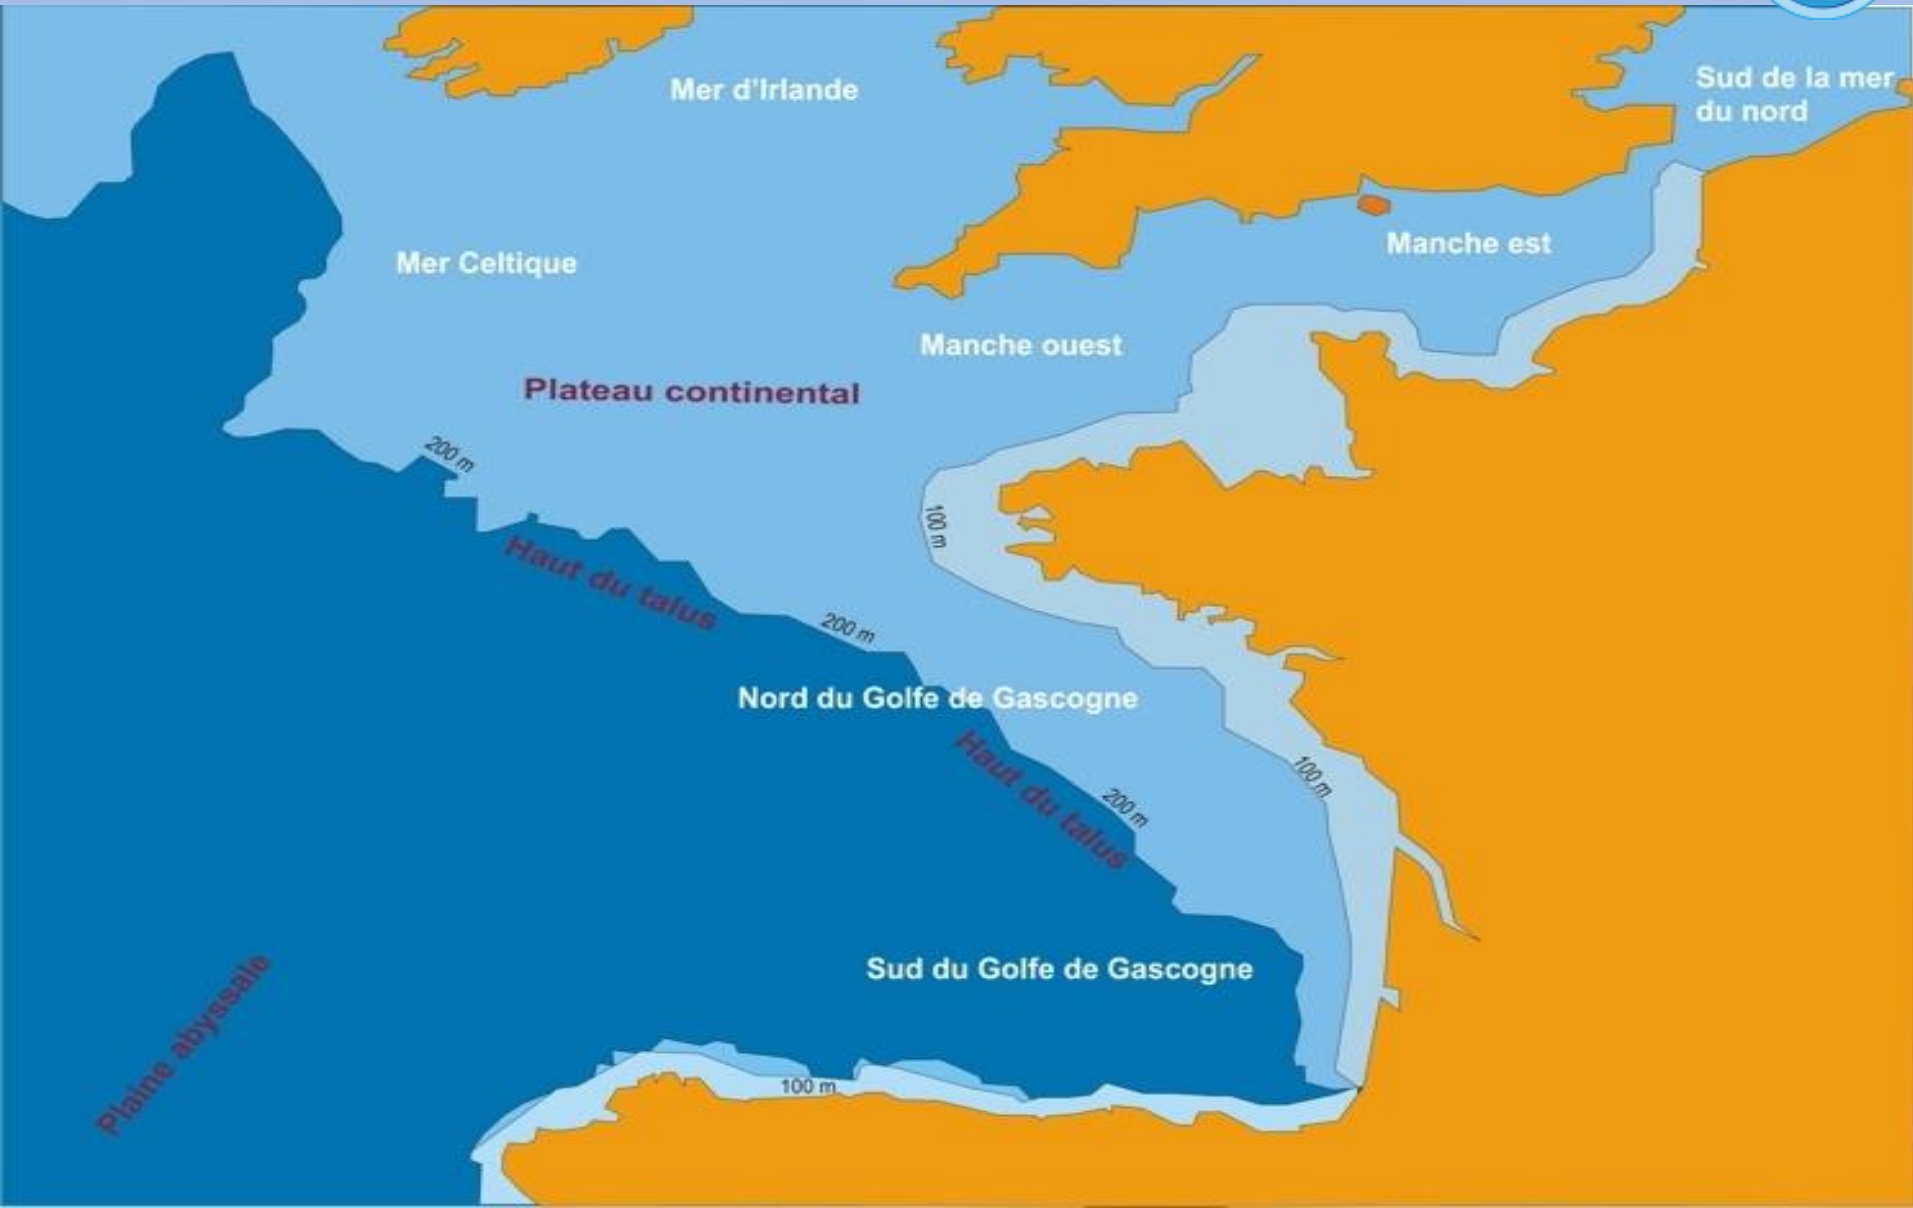 Mer d'Irlande
Sud de la mer
du nord
Manche est
Mer Celtique
Manche ouest
Plateau continental
200 m
100 m
Haut du talus
200 m
Nord du Golfe de Gascogne
Haut du talus
100 m
200 m
Sud du Golfe de Gascogne
Plaine abyssale
100 m